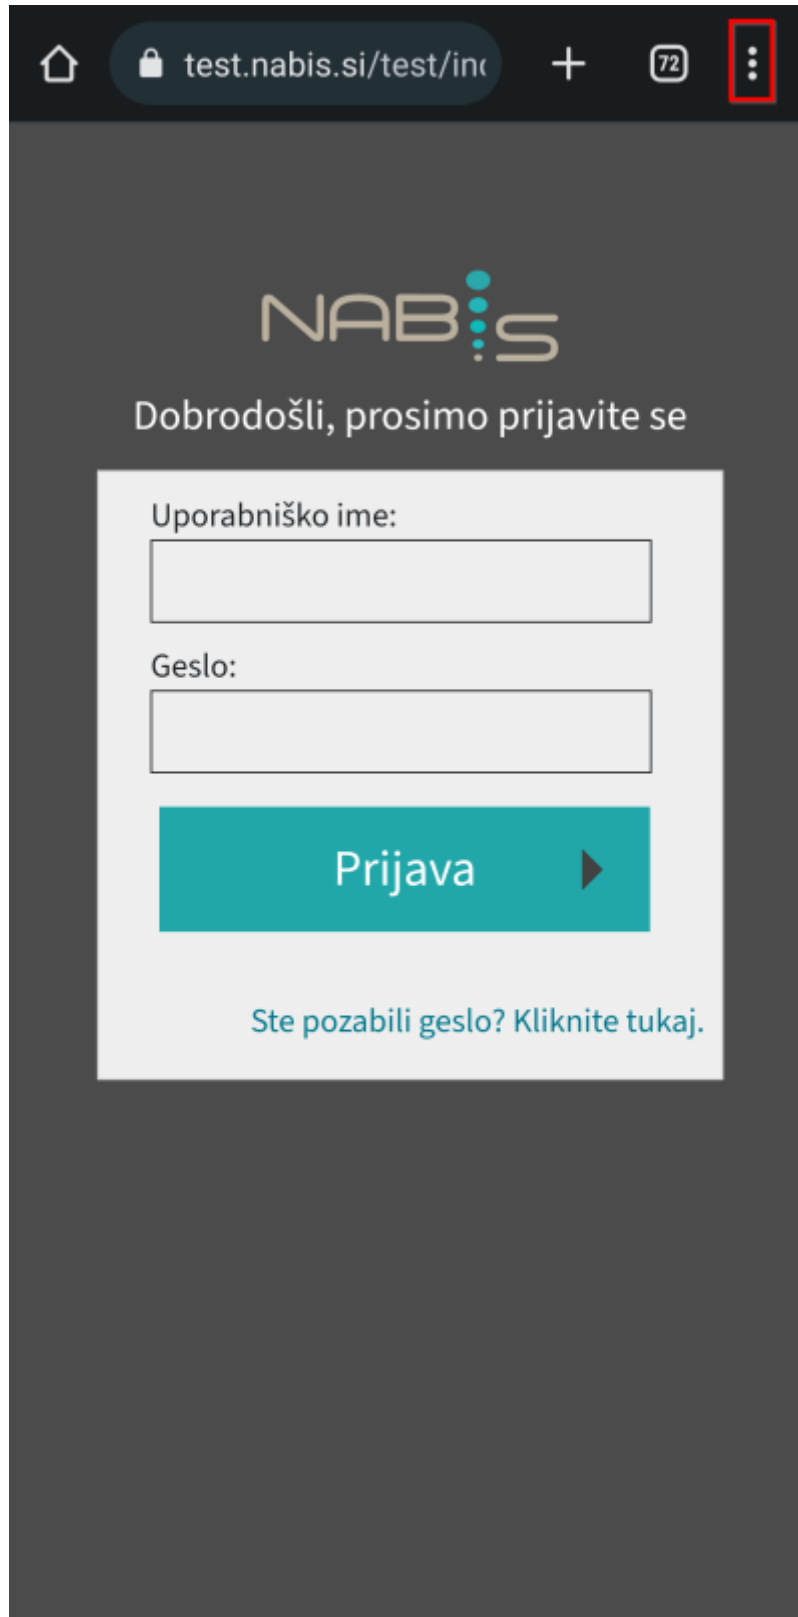 test.nabis.si/test/in
72
NABIS
Dobrodošli, prosimo prijavite se
Uporabniško ime:
Geslo:
Prijava
Ste pozabili geslo? Kliknite tukaj.